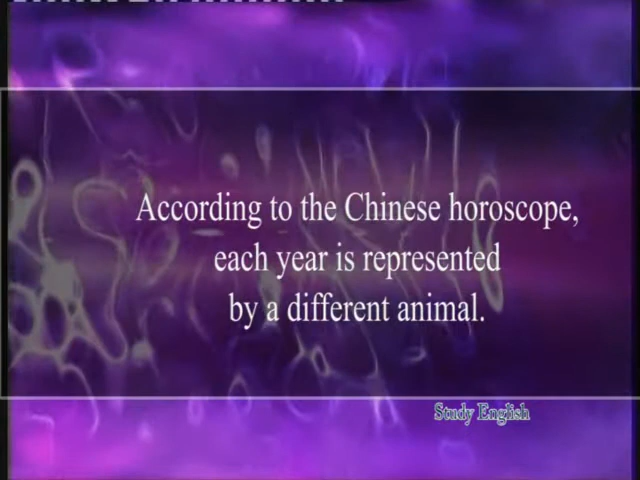 According to the Chinese horoscope,
each year is represented
by a different animal.
Study English